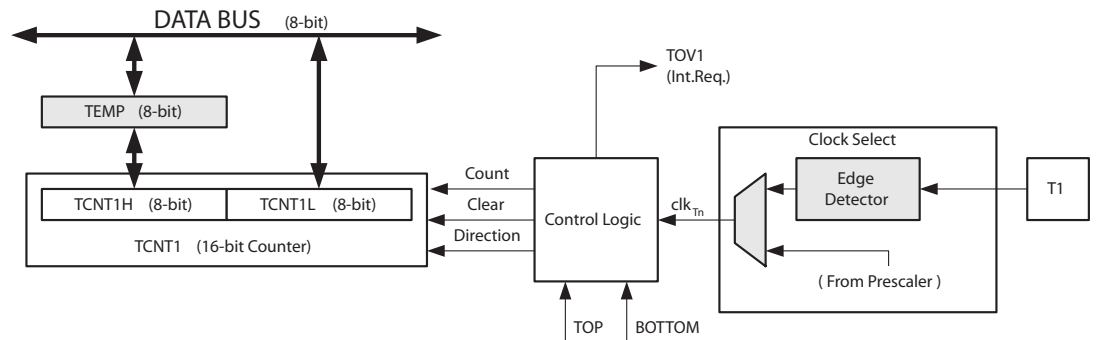 DATA BUS (8-bit)
TOV1
(Int.Req.)
TEMP (8-bit)
Clock Select
Count
Edge
Detector
T1
TCNT1H (8-bit)
TCNT1L (8-bit)
Clear
Control Logic
clkTn
TCNT1 (16-bit Counter)
Direction
( From Prescaler )
TOP
BOTTOM